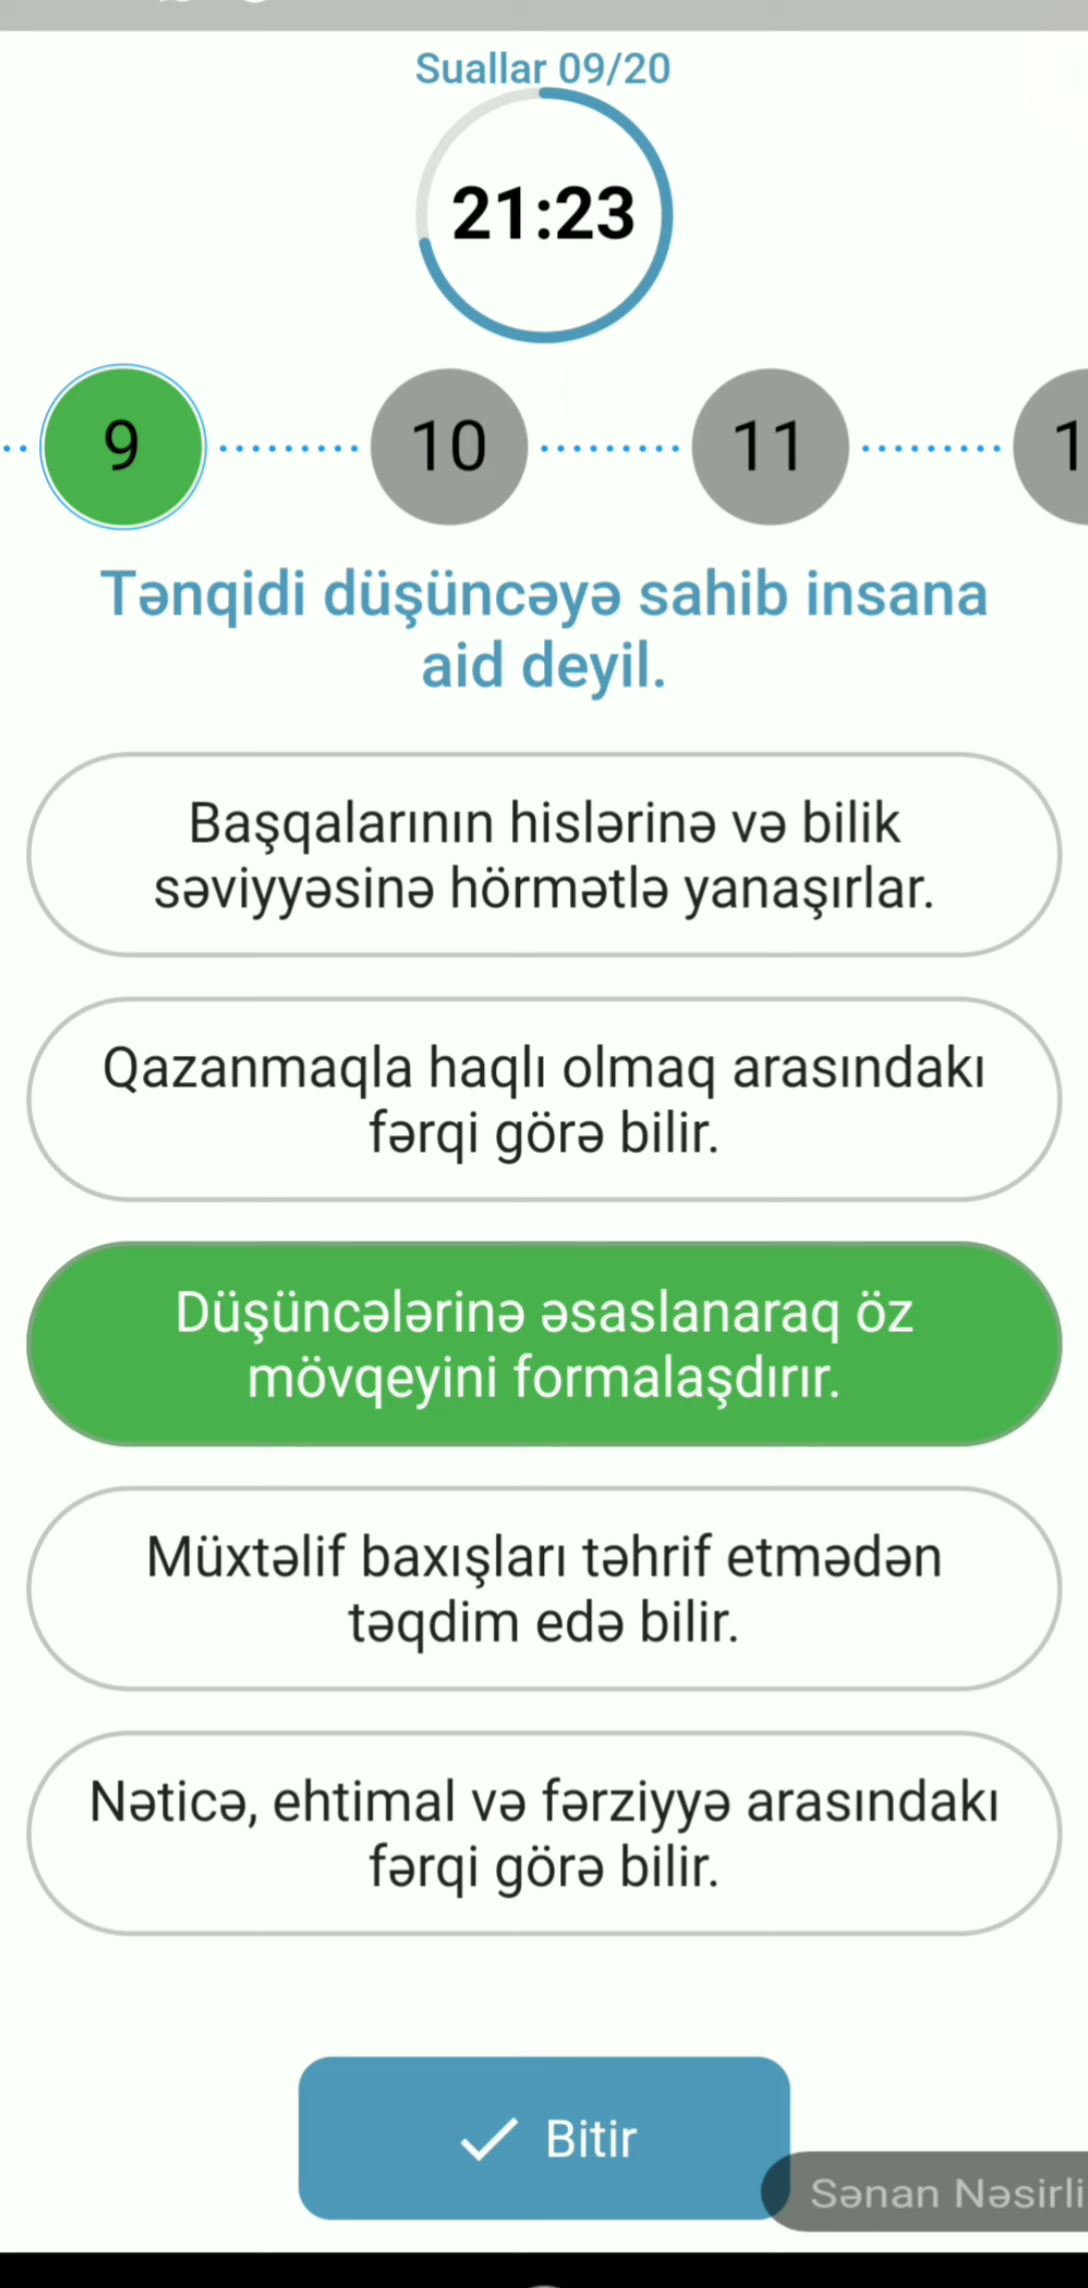 Suallar 09/20
21:23
9 10 11 1
Tənqidi düşüncəyə sahib insana
aid deyil.
Başqalarının hislərinə və bilik
səviyyəsinə hörmətlə yanaşırlar.
Qazanmaqla haqlı olmaq arasındakı
fərqi görə bilir.
Düşüncələrinə əsaslanaraq öz
mövqeyini formalaşdırır.
Müxtəlif baxışları təhrif etmədən
təqdim edə bilir.
Nəticə, ehtimal və fərziyyə arasındakı
fərqi görə bilir.
Bitir
Sənan Nəsirli